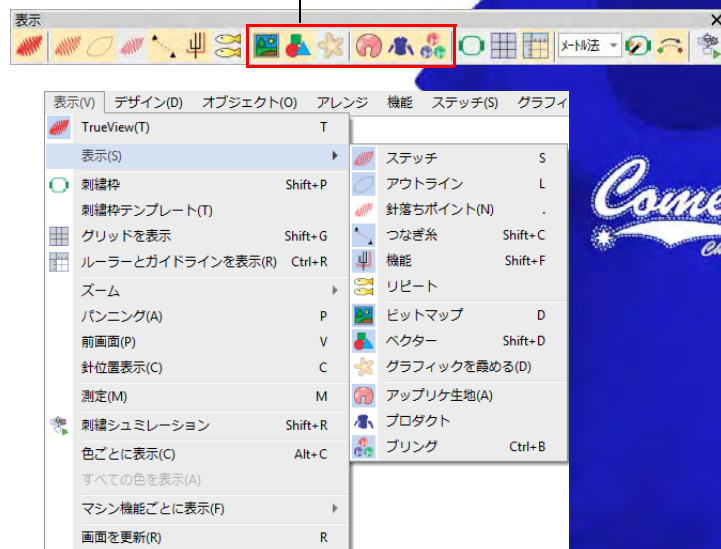 表示
メートル法
表示(V) デザイン(D) オブジェクト(O) アレンジ 機能 ステッチ(S) グラフィ
TrueView(T) T
表示(S)
刺繍枠 Shift+P
刺繍枠テンプレート(T)
グリッドを表示 Shift+G
ルーラーとガイドラインを表示(R) Ctrl+R
ズーム
パンニング(A) P
前画面(P) V
針位置表示(C) C
測定(M) M
刺繍シュミレーション Shift+R
色ごとに表示(C) Alt+C
すべての色を表示(A)
マシン機能ごとに表示(F)
画面を更新(R) R
ステッチ S
アウトライン L
針落ちポイント(N) .
つなぎ糸 Shift+C
機能 Shift+F
リピート
ビットマップ D
ベクター Shift+D
グラフィックを霞める(D)
アップリケ生地(A)
プロダクト
ブリング Ctrl+B
Come